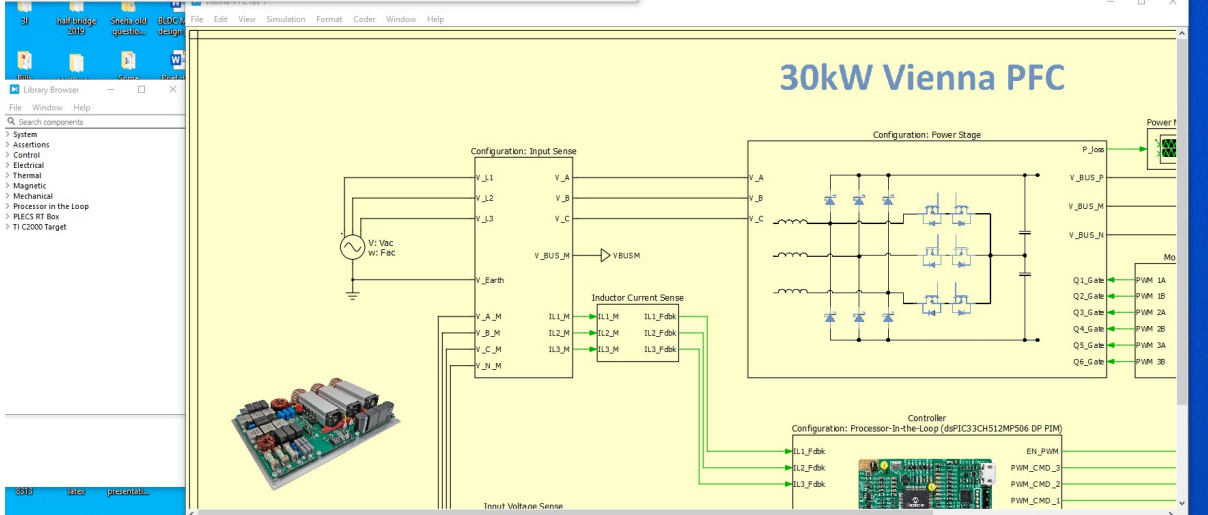 BI
half bridge
2019
Sneha old
questio...
BLDC M
design
Library Browser
File Window Help
Search components
System
Assertions
Control
Electrical
Thermal
Magnetic
Mechanical
Processor in the Loop
PLECS RT Box
TI C2000 Target
latex
presentati...
File Edit View Simulation Format Coder Window Help
30kW Vienna PFC
Configuration: Input Sense
V_L1
V_A
V_L2
V_B
V_L3
V_C
V: Vac
w: Fac
V_BUS_M
VBUSM
V_Earth
V_A_M
IL1_M
V_B_M
IL2_M
V_C_M
IL3_M
V_N_M
Inductor Current Sense
IL1_M
IL1_Fdbk
IL2_M
IL2_Fdbk
IL3_M
IL3_Fdbk
Configuration: Power Stage
V_A
V_B
V_C
P_loss
V_BUS_P
V_BUS_M
V_BUS_N
Q1_Gate
Q2_Gate
Q3_Gate
Q4_Gate
Q5_Gate
Q6_Gate
Power M
Mo
PWM 1A
PWM 1B
PWM 2A
PWM 2B
PWM 3A
PWM 3B
Controller
Configuration: Processor-In-the-Loop (dsPIC33CH512MP506 DP PIM)
IL1_Fdbk
IL2_Fdbk
IL3_Fdbk
EN_PWM
PWM_CMD_3
PWM_CMD_2
PWM_CMD_1
Input Voltage Sense